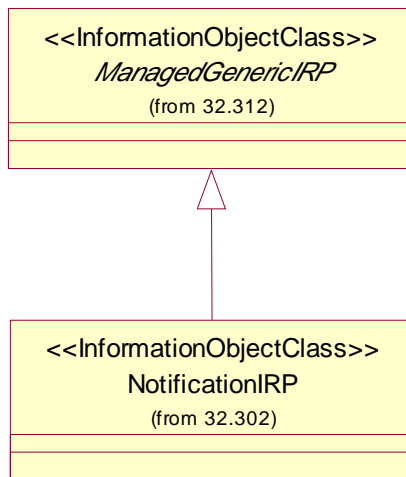 <<InformationObjectClass>>
ManagedGenericIRP
(from 32.312)
<<InformationObjectClass>>
NotificationIRP
(from 32.302)